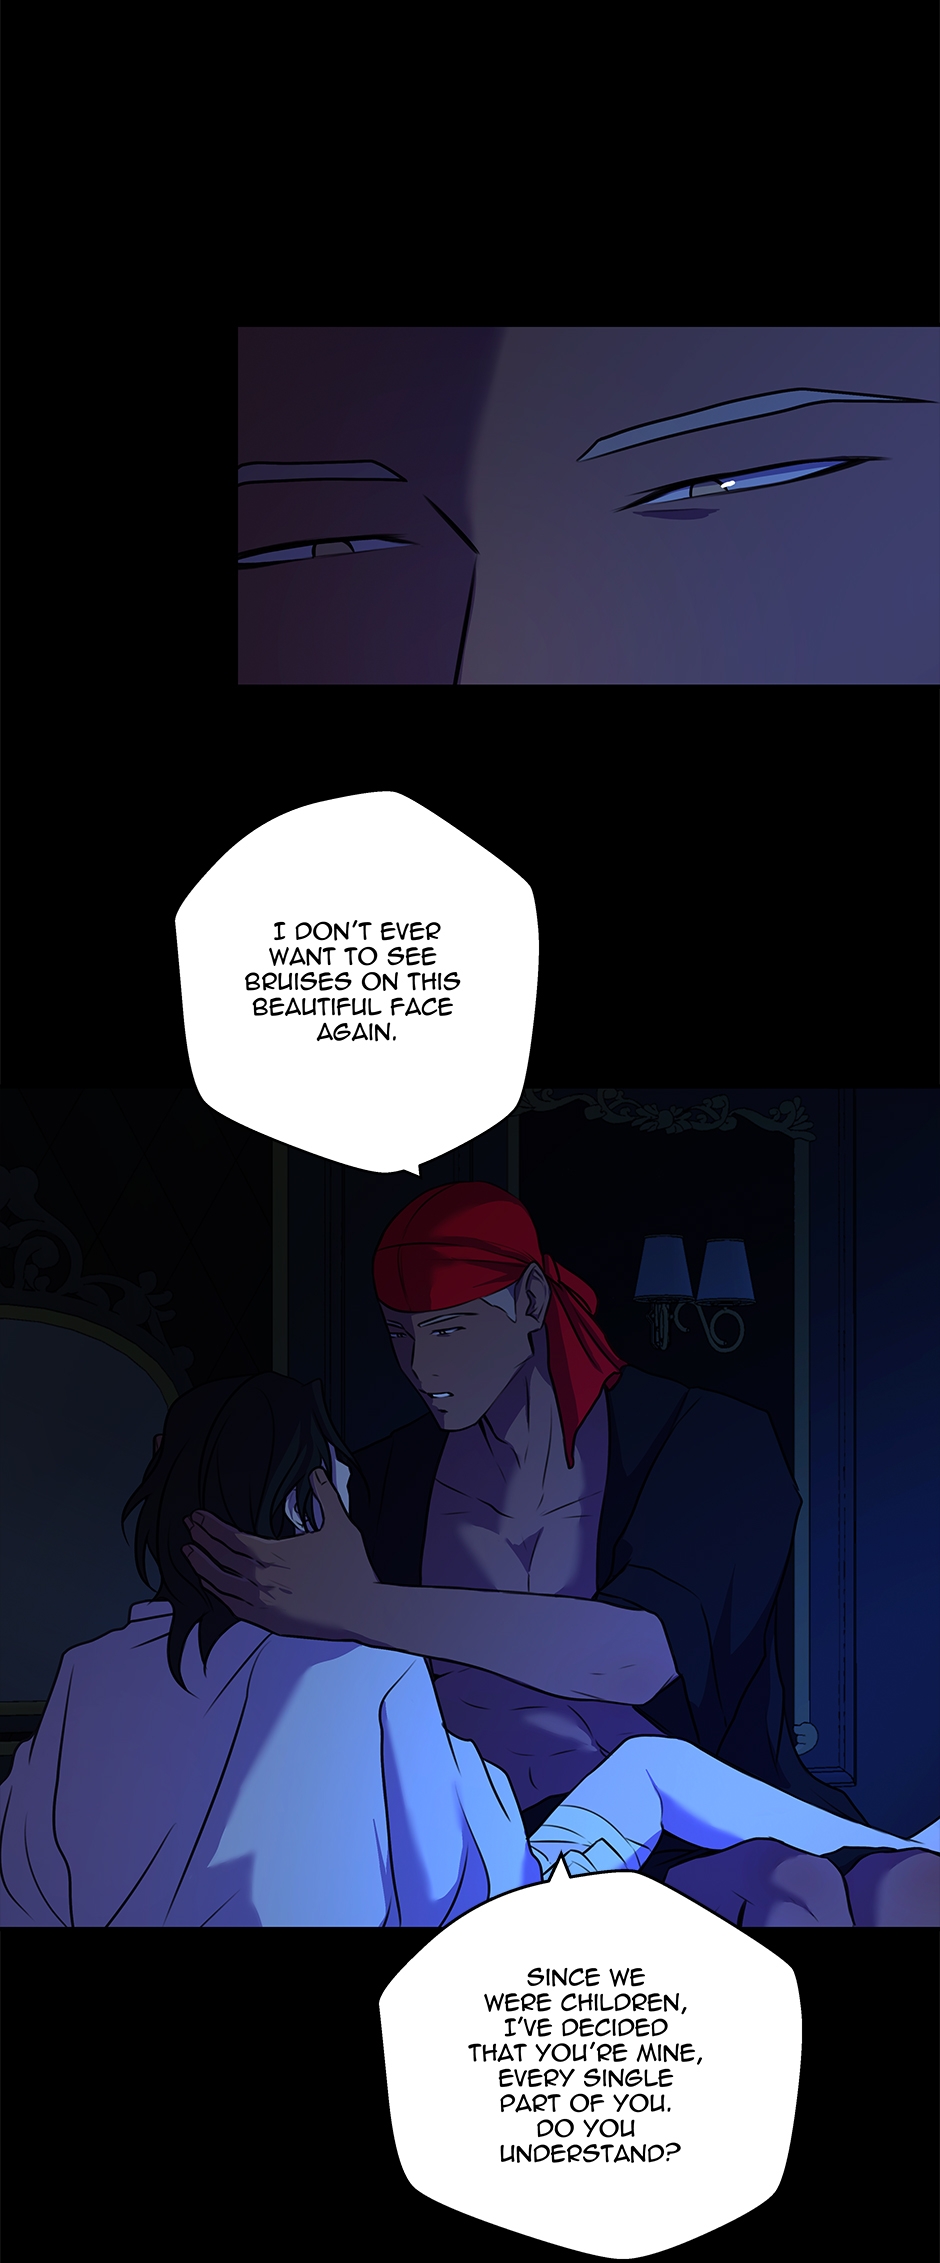 I DON'T EVER
WANT TO SEE
BRUISES ON THIS
BEAUTIFUL FACE
AGAIN.
SINCE WE
WERE CHILDREN,
I'VE DECIDED
THAT YOU'RE MINE,
EVERY SINGLE
PART OF YOU.
DO YOU
UNDERSTAND?